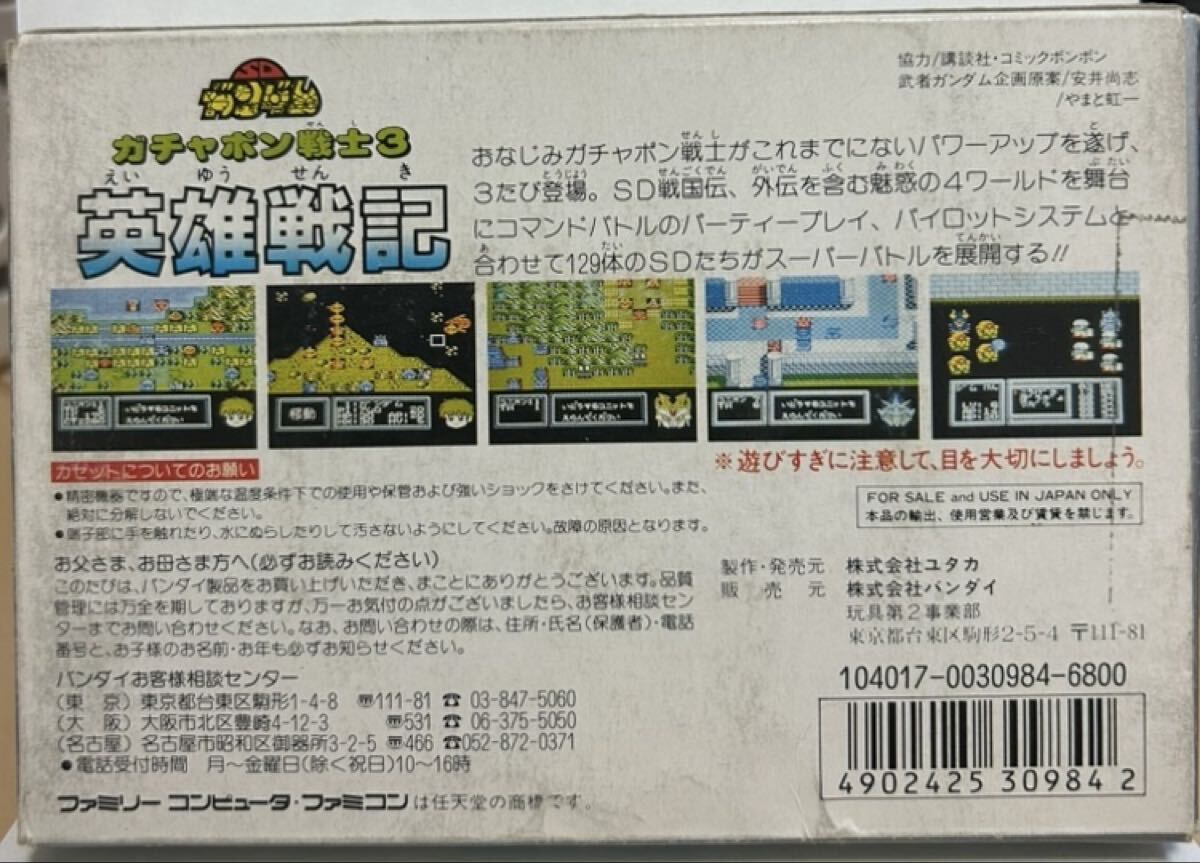 協力/講談社・コミックボンボン
武者ガンダム企画原案/安井尚志
/やまと虹一
SD
ガンダム
ガチャポン戦士3
せんし
えいゆうせんき
英雄戦記
おなじみガチャポン戦士がこれまでにないパワーアップを遂げ、
3たび登場。SD戦国伝、外伝を含む魅惑の4ワールドを舞台
にコマンドバトルのパーティープレイ、パイロットシステムと
合わせて129体のSDたちがスーパーバトルを展開する!!
移動
カセットについてのお願い
●精密機器ですので、極端な温度条件下での使用や保管および強いショックをさけてください。また、
絶対に分解しないでください。
●端子部に手を触れたり、水にぬらしたりして汚さないようにしてください。故障の原因となります。
※遊びすぎに注意して、目を大切にしましょう。
FOR SALE and USE IN JAPAN ONLY
本品の輸出、使用営業及び賃貸を禁じます。
お父さま、お母さま方へ(必ずお読みください)
このたびは、バンダイ製品をお買い上げいただき、まことにありがとうございます。品質
管理には万全を期しておりますが、万一お気付の点がございましたら、お客様相談セン
ターまでお問い合わせください。なお、お問い合わせの際は、住所・氏名(保護者)・電話
番号と、お子様のお名前・お年も必ずお知らせください。
バンダイお客様相談センター
(東 京) 東京都台東区駒形1-4-8 〒111-81 ☎ 03-847-5060
(大 阪) 大阪市北区豊崎4-12-3 〒531 ☎ 06-375-5050
(名古屋) 名古屋市昭和区御器所3-2-5 〒466 ☎052-872-0371
●電話受付時間 月～金曜日(除く祝日)10～16時
ファミリー コンピュータ・ファミコンは任天堂の商標です。
製作・発売元 株式会社ユタカ
販 売 元 株式会社バンダイ
玩具第2事業部
東京都台東区駒形2-5-4 〒111-81
104017-0030984-6800
4902425 309842